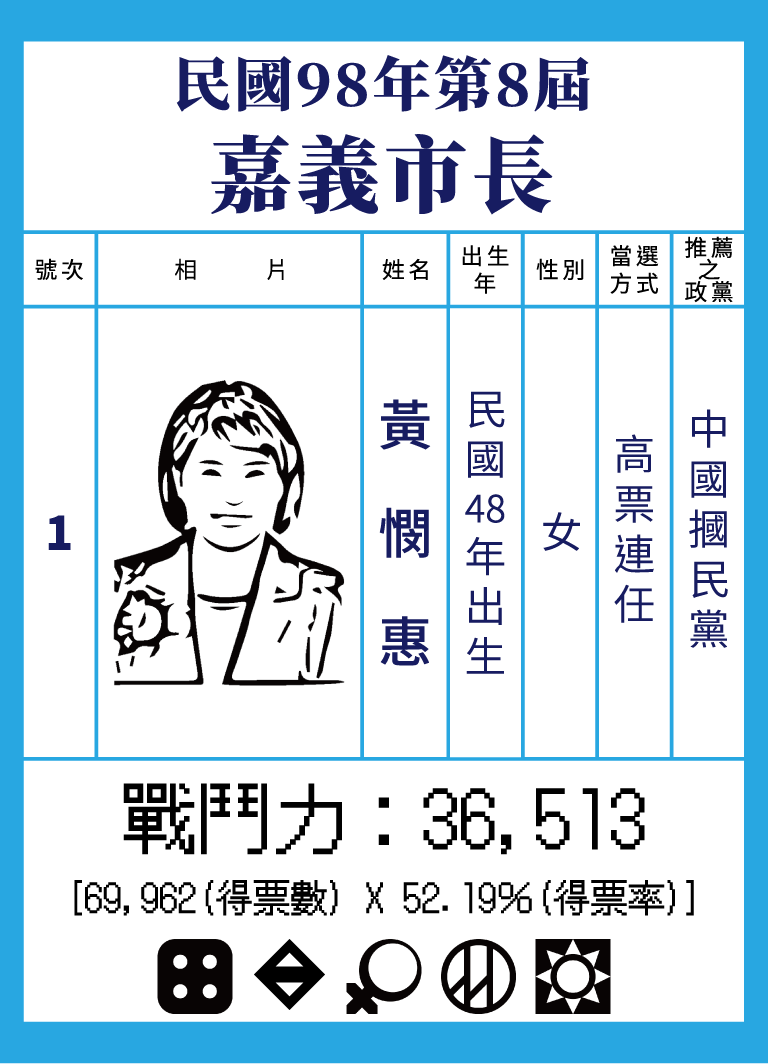 民國98年第8屆
嘉義市長
號次
相片
姓名
出生年
性別
當選方式
推薦之政黨
1
黃憫惠
民國48年出生
女
高票連任
中國摑民黨
戰鬥力：36,513
[69,962(得票數) X 52.19%(得票率)]